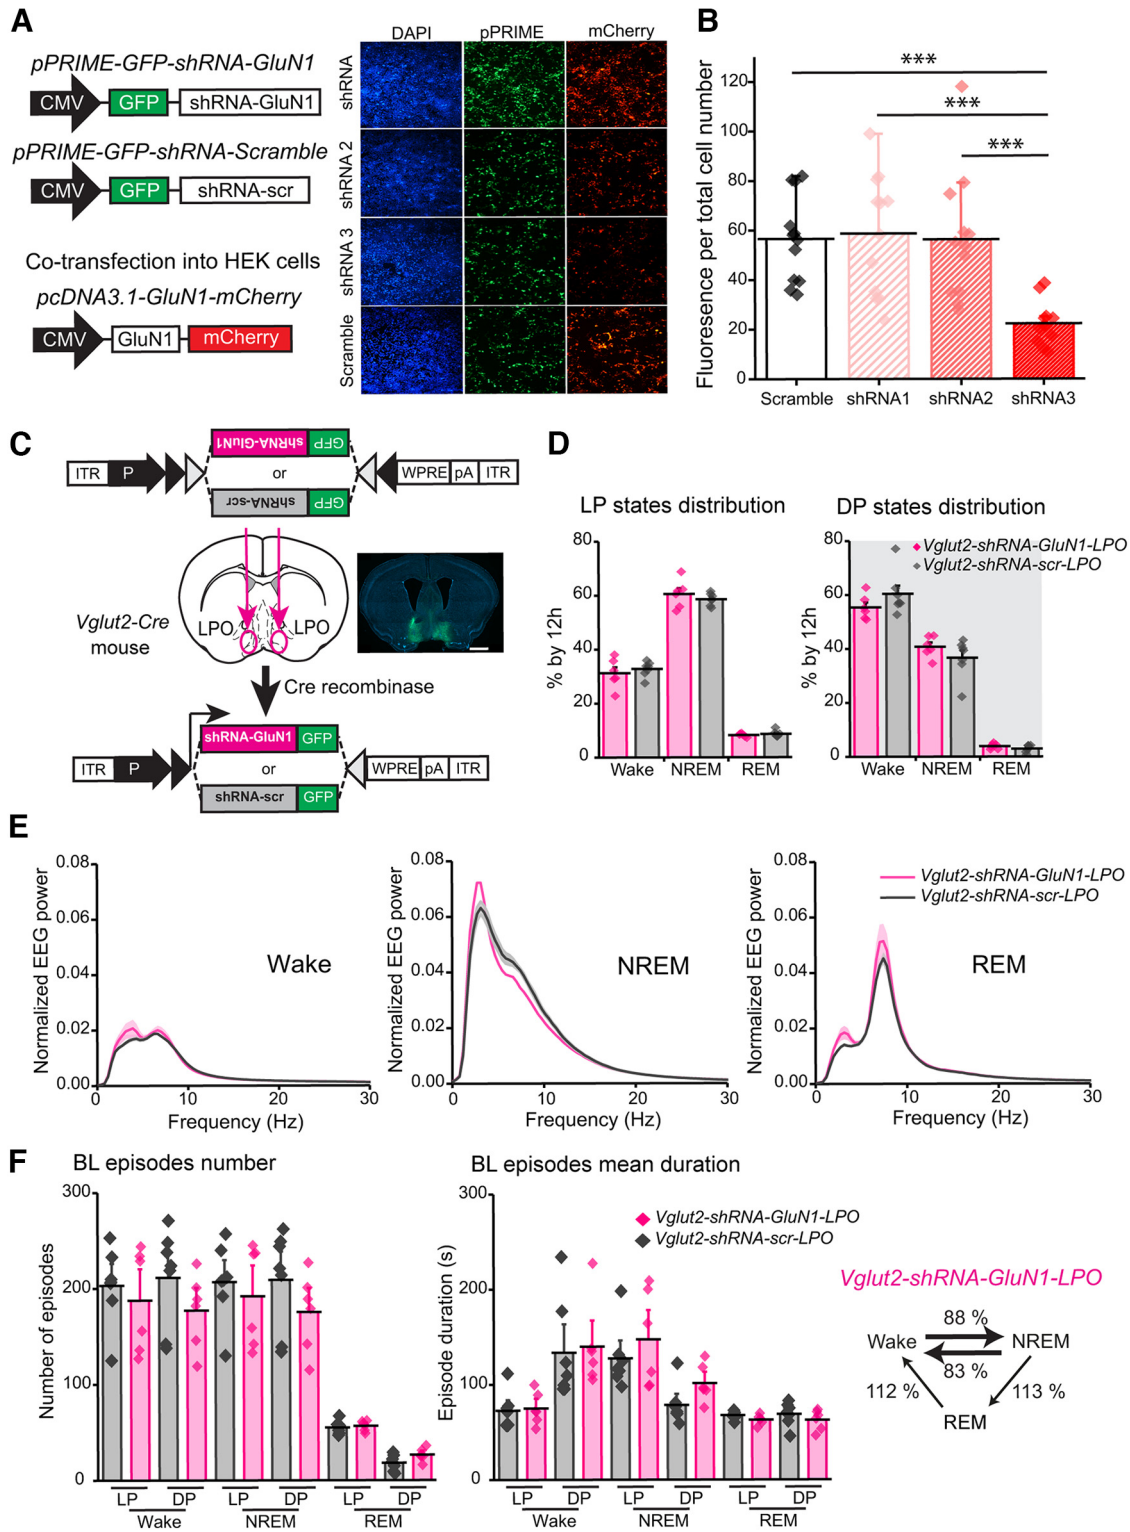 A
pPRIME-GFP-shRNA-GluN1
CMV GFP shRNA-GluN1
pPRIME-GFP-shRNA-Scramble
CMV GFP shRNA-scr
Co-transfection into HEK cells
pcDNA3.1-GluN1-mCherry
CMV GluN1 mCherry
DAPI pPRIME mCherry
shRNA
shRNA 2
shRNA 3
Scramble
B
Fluoresence per total cell number
120
100
80
60
40
20
0
***
***
***
Scramble shRNA1 shRNA2 shRNA3
C
ITR P shRNA-GluN1 GFP WPRE pA ITR
or
shRNA-scr GFP
Vglut2-Cre
mouse
LPO LPO
Cre recombinase
shRNA-GluN1 GFP
ITR P or WPRE pA ITR
shRNA-scr GFP
D
LP states distribution
% by 12h
80
60
40
20
0
Wake NREM REM
DP states distribution
Vglut2-shRNA-GluN1-LPO
Vglut2-shRNA-scr-LPO
% by 12h
80
60
40
20
0
Wake NREM REM
E
Normalized EEG power
0.08
0.06
0.04
0.02
0.00
Wake
0 10 20 30
Frequency (Hz)
Normalized EEG power
0.08
0.06
0.04
0.02
0.00
NREM
0 10 20 30
Frequency (Hz)
Normalized EEG power
0.08
0.06
0.04
0.02
0.00
Vglut2-shRNA-GluN1-LPO
Vglut2-shRNA-scr-LPO
REM
0 10 20 30
Frequency (Hz)
F
BL episodes number
Number of episodes
300
200
100
0
LP DP LP DP LP DP
Wake NREM REM
BL episodes mean duration
Episode duration (s)
300
200
100
0
Vglut2-shRNA-GluN1-LPO
Vglut2-shRNA-scr-LPO
LP DP LP DP LP DP
Wake NREM REM
Vglut2-shRNA-GluN1-LPO
88 %
Wake NREM
83 %
112 % 113 %
REM